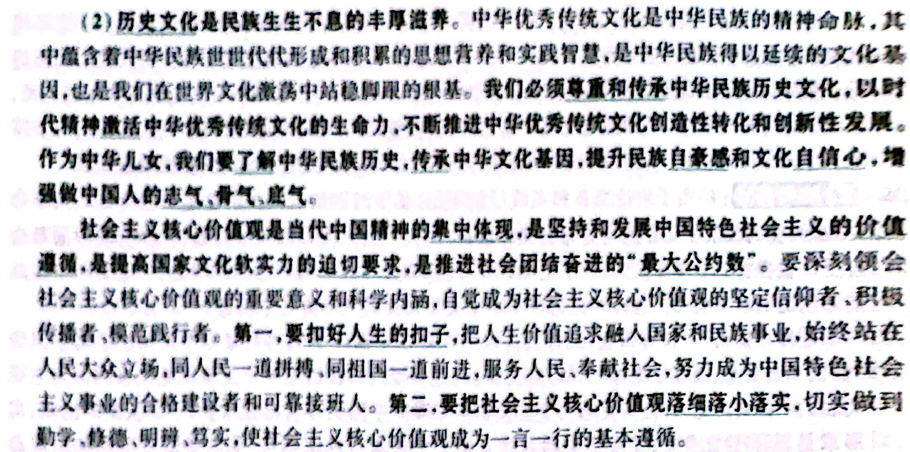 (2)历史文化是民族生生不息的丰厚滋养。中华优秀传统文化是中华民族的精神命脉,其
中蕴含着中华民族世世代代形成和积累的思想营养和实践智慧,是中华民族得以延续的文化基
因,也是我们在世界文化激荡中站稳脚跟的根基。我们必须尊重和传承中华民族历史文化,以时
代精神激活中华优秀传统文化的生命力,不断推进中华优秀传统文化创造性转化和创新性发展。
作为中华儿女,我们要了解中华民族历史,传承中华文化基因,提升民族自豪感和文化自信心,增
强做中国人的志气、骨气、底气。
社会主义核心价值观是当代中国精神的集中体现,是坚持和发展中国特色社会主义的价值
遵循,是提高国家文化软实力的迫切要求,是推进社会团结奋进的“最大公约数”。要深刻领会
社会主义核心价值观的重要意义和科学内涵,自觉成为社会主义核心价值观的坚定信仰者、积极
传播者、模范践行者。第一,要扣好人生的扣子,把人生价值追求融入国家和民族事业,始终站在
人民大众立场,同人民一道拼搏、同祖国一道前进,服务人民、奉献社会,努力成为中国特色社会
主义事业的合格建设者和可靠接班人。第二,要把社会主义核心价值观落细落小落实,切实做到
勤学、修德、明辨、笃实,使社会主义核心价值观成为一言一行的基本遵循。